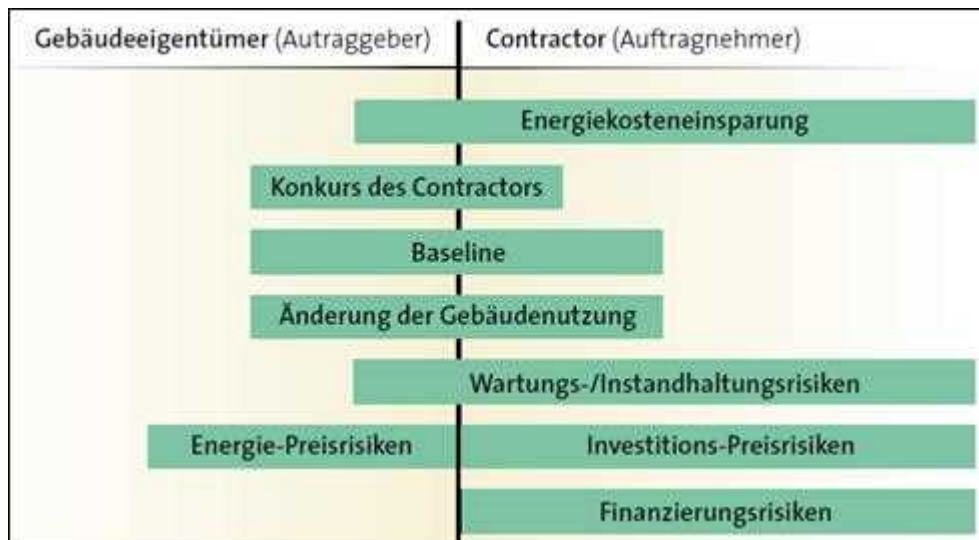 Gebäudeeigentümer (Autraggeber) Contractor (Auftragnehmer)
Energiekosteneinsparung
Konkurs des Contractors
Baseline
Änderung der Gebäudenutzung
Wartungs-/Instandhaltungsrisiken
Energie-Preisrisiken Investitions-Preisrisiken
Finanzierungsrisiken